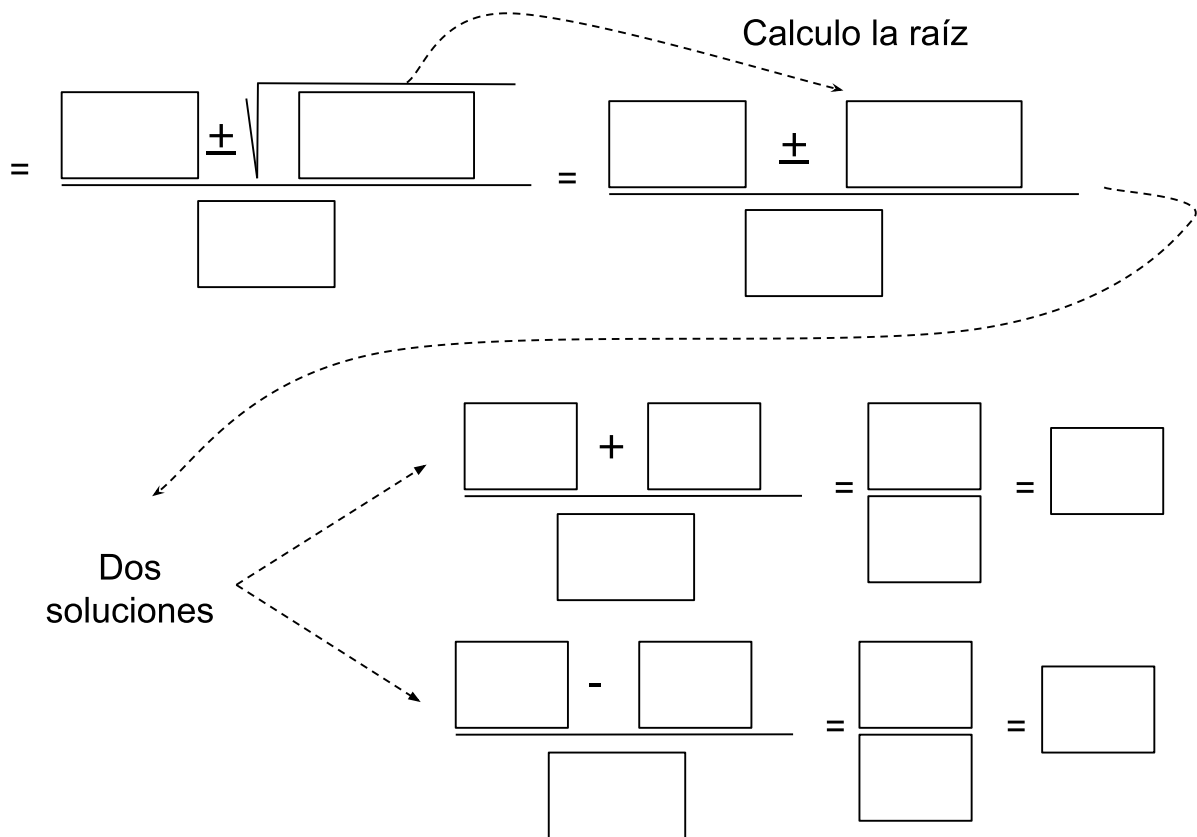 Calculo la raíz
= ± √ = ±
+ = =
Dos
soluciones
- = =